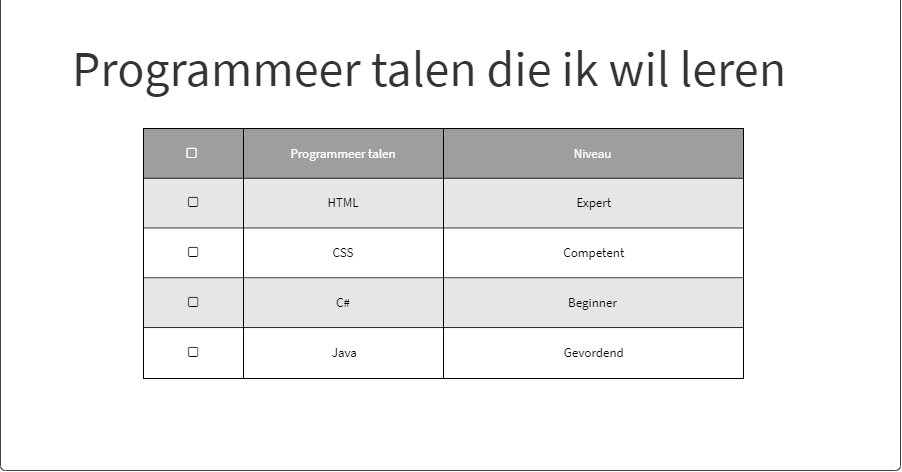 Programmeer talen die ik wil leren
Programmeer talen Niveau
HTML Expert
CSS Competent
C# Beginner
Java Gevordend